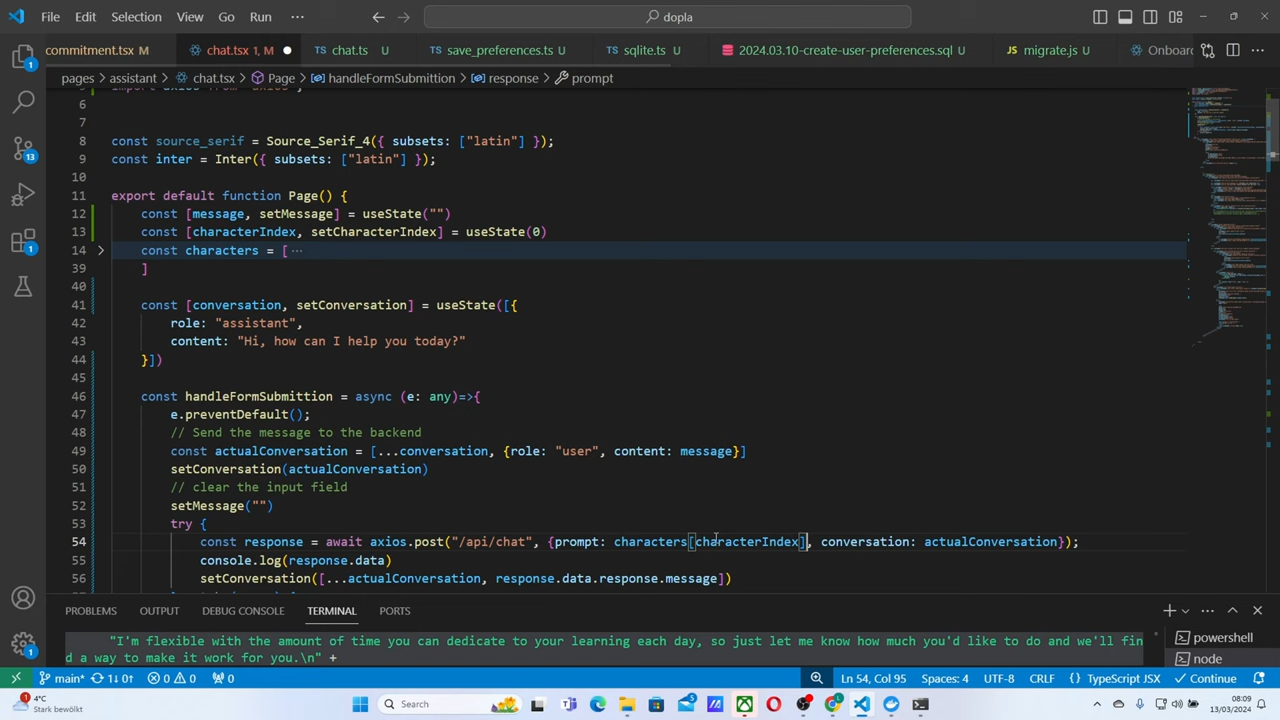 File Edit Selection View Go Run ··· dopla
commitment.tsx M chat.tsx 1, M chat.ts U save_preferences.ts U sqlite.ts U 2024.03.10-create-user-preferences.sql U migrate.js U Onboard
pages > assistant > chat.tsx > Page > handleFormSubmittion > response > prompt
6
7
8 const source_serif = Source_Serif_4({ subsets: ["latin"] });
9 const inter = Inter({ subsets: ["latin"] });
10
11 export default function Page() {
12 const [message, setMessage] = useState("")
13 const [characterIndex, setCharacterIndex] = useState(0)
14 const characters = [ ···
39 ]
40
41 const [conversation, setConvsation] = useState([{
42 role: "assistant",
43 content: "Hi, how can I help you today?"
44 }])
45
46 const handleFormSubmittion = async (e: any)=>{
47 e.preventDefault();
48 // Send the message to the backend
49 const actualConversation = [...conversation, {role: "user", content: message}]
50 setConversation(actualConversation)
51 // clear the input field
52 setMessage("")
53 try {
54 const response = await axios.post("/api/chat", {prompt: characters[characterIndex], conversation: actualConversation});
55 console.log(response.data)
56 setConversation([...actualConversation, response.data.response.message])
PROBLEMS OUTPUT DEBUG CONSOLE TERMINAL PORTS
"I'm flexible with the amount of time you can dedicate to your learning each day, so just let me know how much you'd like to do and we'll fin
d a way to make it work for you.\n" +
powershell
node
main* 1↓ 0↑ 0 0 0 Ln 54, Col 95 Spaces: 4 UTF-8 CRLF {} TypeScript JSX Continue
4°C
Stark bewölkt
Search
08:09
13/03/2024